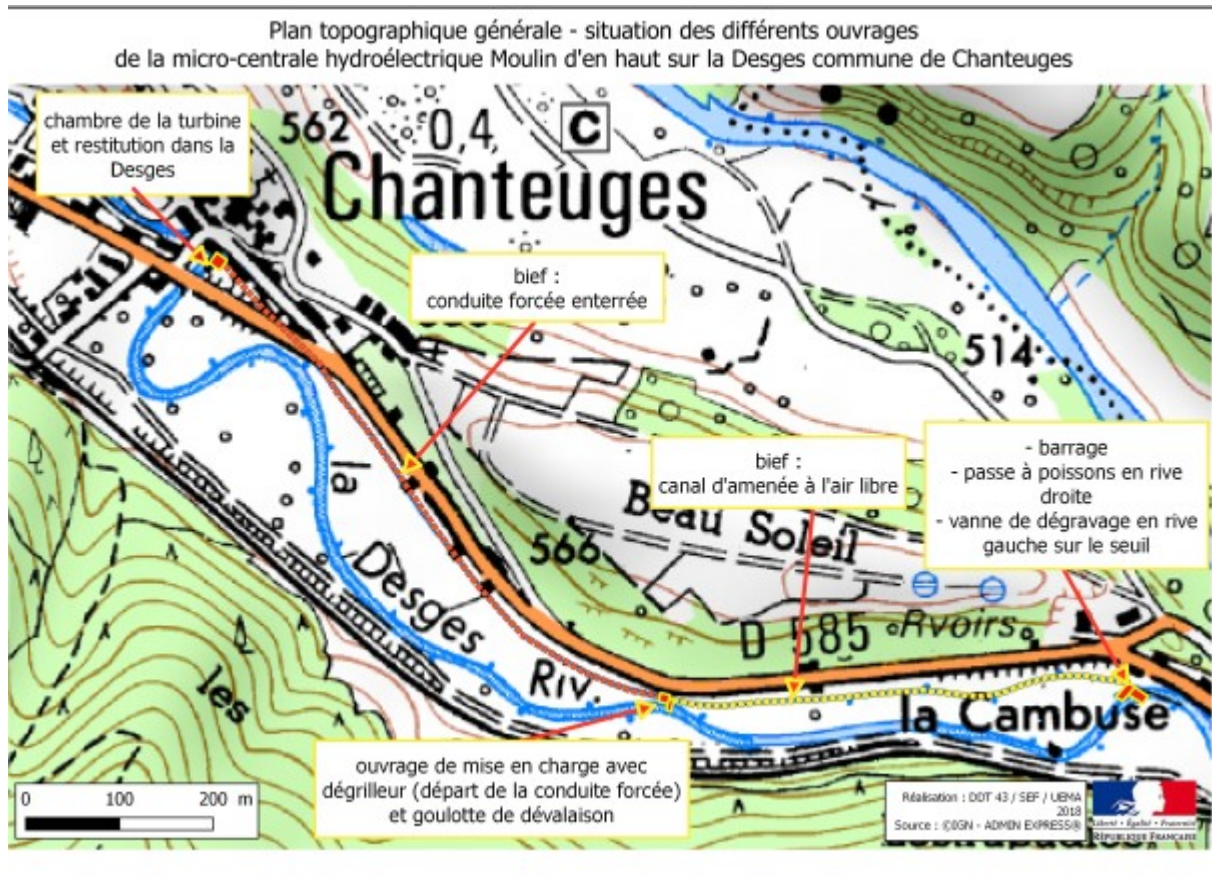 Plan topographique générale - situation des différents ouvrages
de la micro-centrale hydroélectrique Moulin d'en haut sur la Desges commune de Chanteuges
chambre de la turbine
et restitution dans la
Desges
562
0,4
C
Chanteuges
bief :
conduite forcée enterrée
514
bief :
canal d'amenée à l'air libre
- barrage
- passe à poissons en rive
droite
- vanne de dégravage en rive
gauche sur le seuil
la
Desges
Riv.
566
Beau Soleil
D 585
Rvoirs
les
la Cambuse
ouvrage de mise en charge avec
dégrilleur (départ de la conduite forcée)
et goulotte de dévalaison
0 100 200 m
Réalisation : DDT 43 / SEF / UEMA
2018
Source : ©IGN - ADMIN EXPRESS®
Liberté • Égalité • Fraternité
RÉPUBLIQUE FRANÇAISE